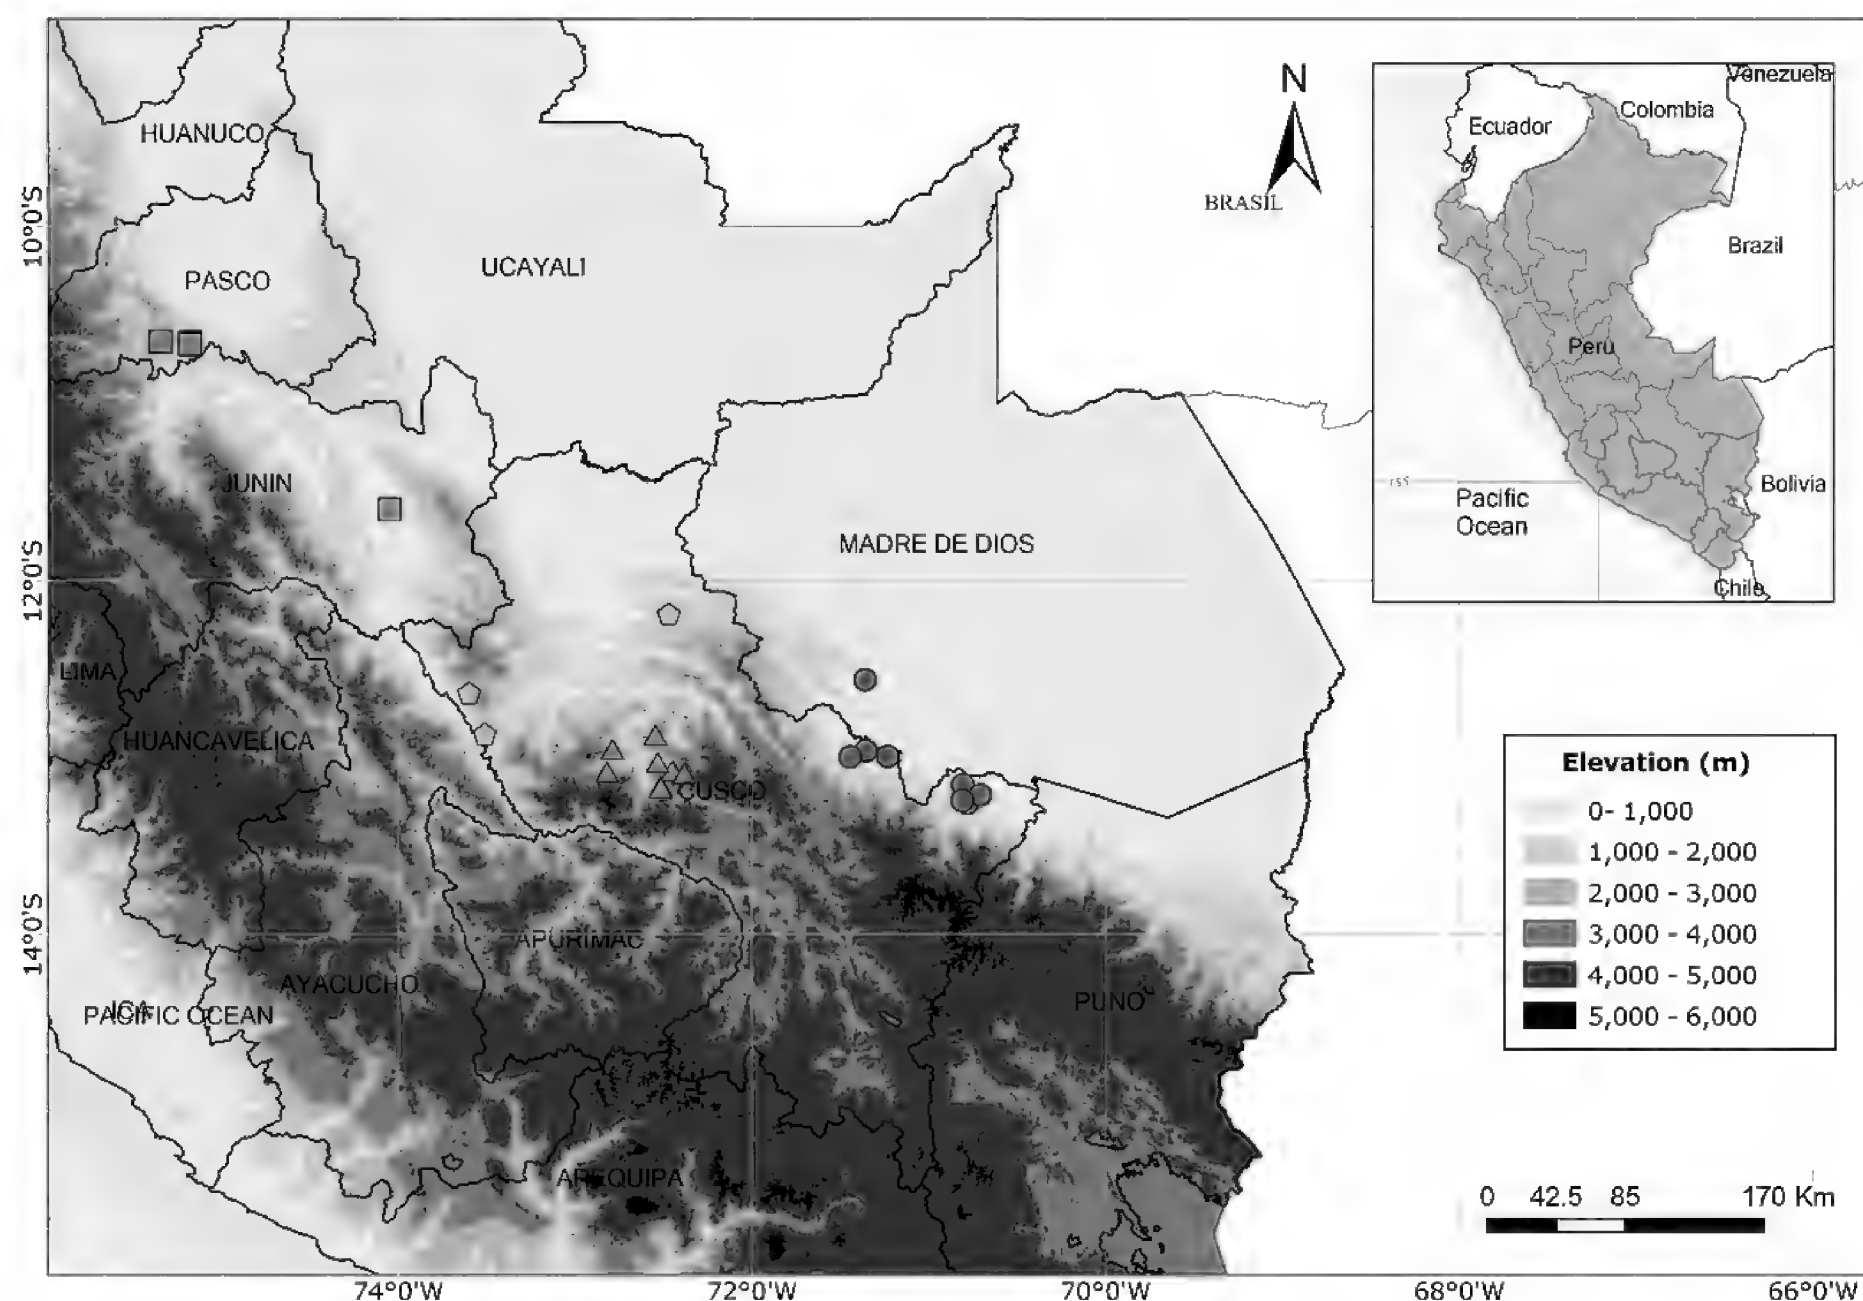 HUANUCO
PASCO
UCAYALI
BRASIL
N
JUNIN
MADRE DE DIOS
LIMA
HUANCAVELICA
CUSCO
APURIMAC
AYACUCHO
ICA
PACIFIC OCEAN
PUNO
AREQUIPA
10°0'S
12°0'S
14°0'S
74°0'W
72°0'W
70°0'W
68°0'W
66°0'W
Venezuela
Colombia
Ecuador
Brazil
Peru
Bolivia
Pacific
Ocean
Chile
Elevation (m)
0- 1,000
1,000 - 2,000
2,000 - 3,000
3,000 - 4,000
4,000 - 5,000
5,000 - 6,000
0 42.5 85 170 Km